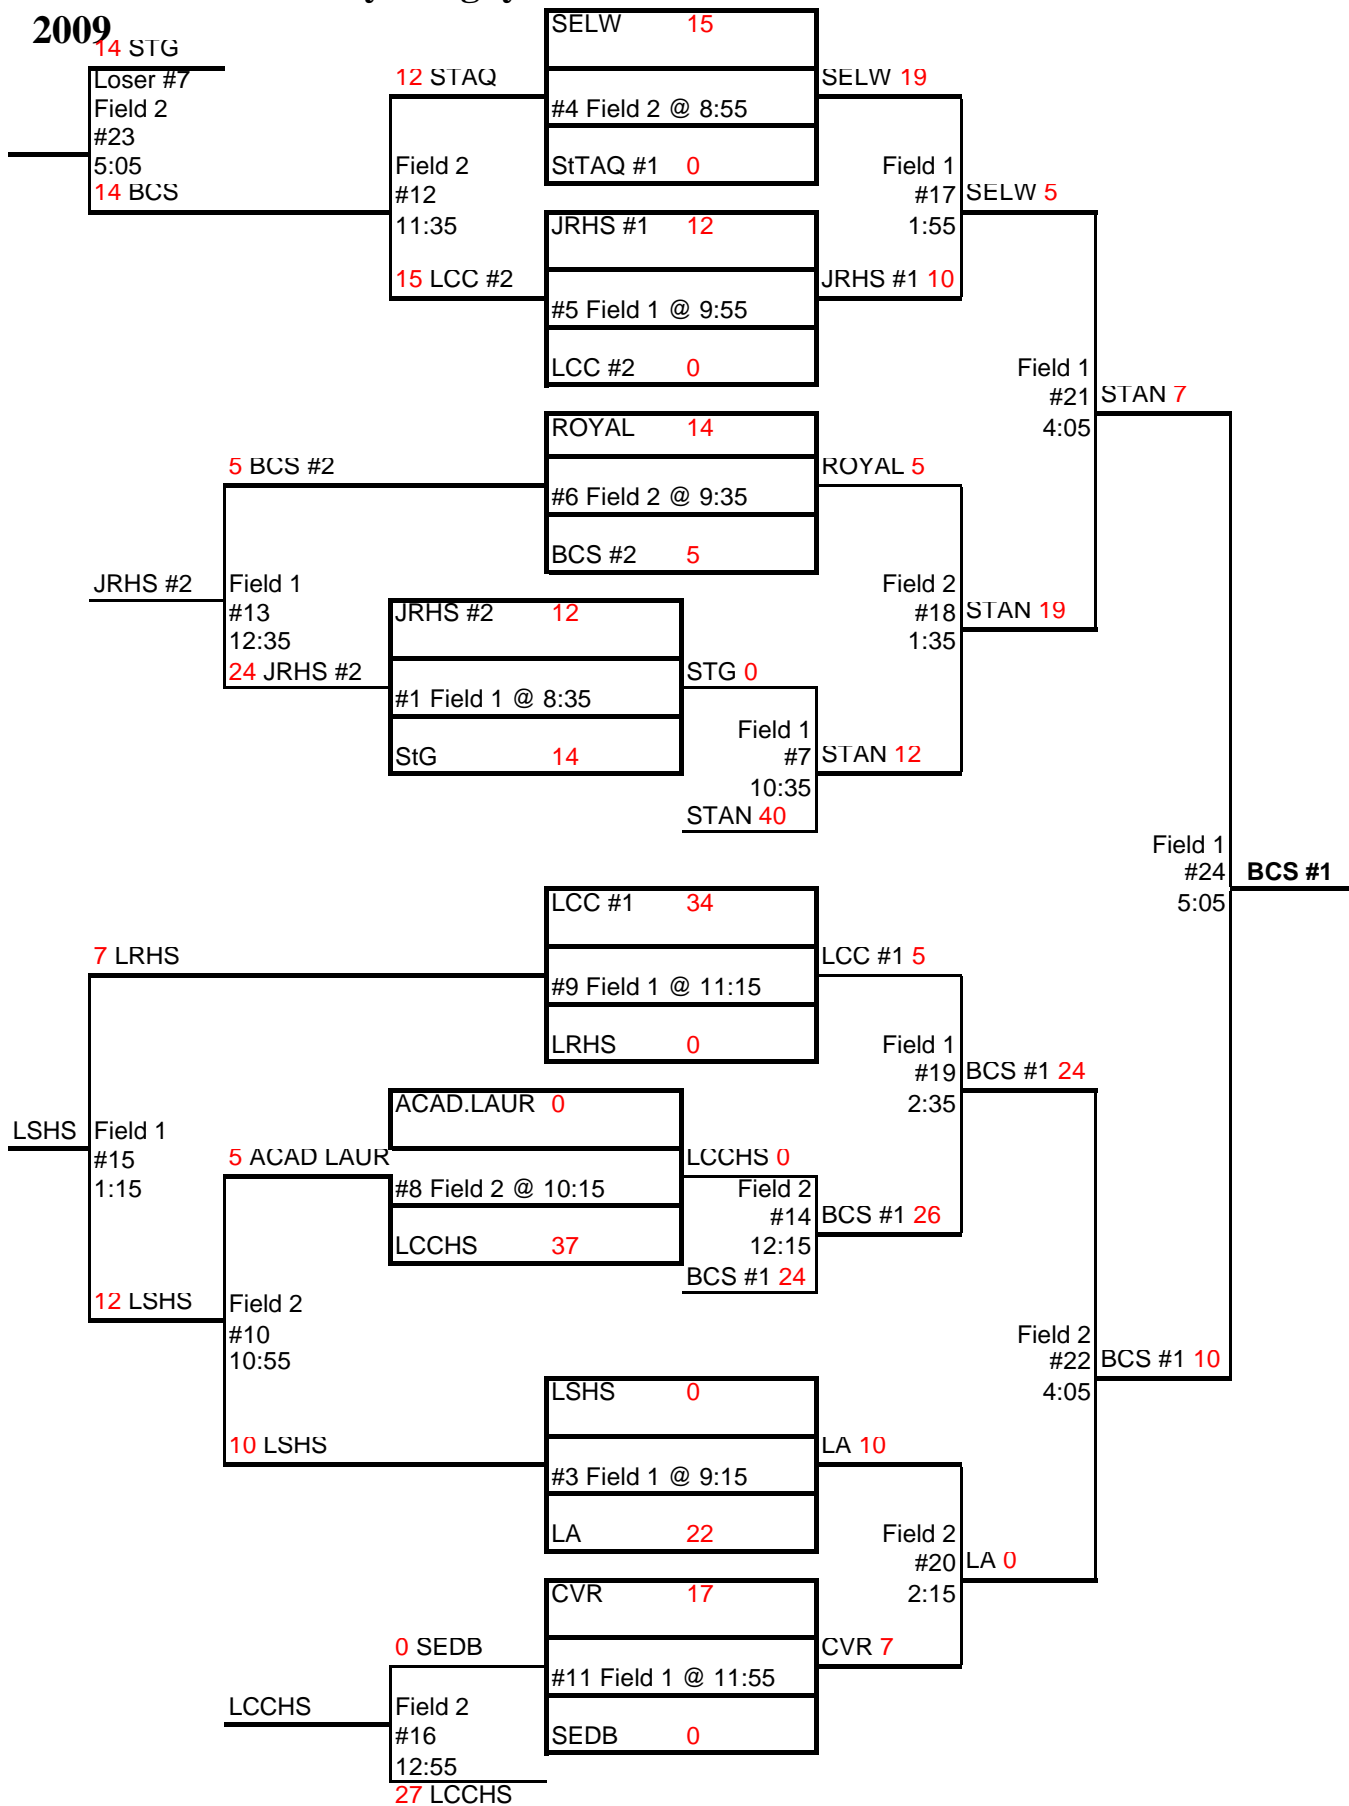 2009
14 STG
Loser #7
Field 2
#23
5:05
14 BCS
12 STAQ
Field 2
#12
11:35
15 LCC #2
SELW 15
#4 Field 2 @ 8:55
StTAQ #1 0
JRHS #1 12
#5 Field 1 @ 9:55
LCC #2 0
SELW 19
Field 1
#17
1:55
JRHS #1 10
SELW 5
Field 1
#21
4:05
STAN 7
ROYAL 14
#6 Field 2 @ 9:35
BCS #2 5
5 BCS #2
JRHS #2
Field 1
#13
12:35
24 JRHS #2
JRHS #2 12
#1 Field 1 @ 8:35
StG 14
STG 0
Field 1
#7
10:35
STAN 40
ROYAL 5
Field 2
#18
1:35
STAN 12
STAN 19
Field 1
#24
5:05
BCS #1
LCC #1 34
#9 Field 1 @ 11:15
LRHS 0
7 LRHS
LSHS
Field 1
#15
1:15
12 LSHS
5 ACAD LAUR
Field 2
#10
10:55
10 LSHS
ACAD.LAUR 0
#8 Field 2 @ 10:15
LCCHS 37
LCCHS 0
Field 2
#14
12:15
BCS #1 24
LCC #1 5
Field 1
#19
2:35
BCS #1 26
BCS #1 24
Field 2
#22
4:05
BCS #1 10
LSHS 0
#3 Field 1 @ 9:15
LA 22
LA 10
Field 2
#20
2:15
CVR 7
LA 0
CVR 17
#11 Field 1 @ 11:55
SEDB 0
0 SEDB
LCCHS
Field 2
#16
12:55
27 LCCHS